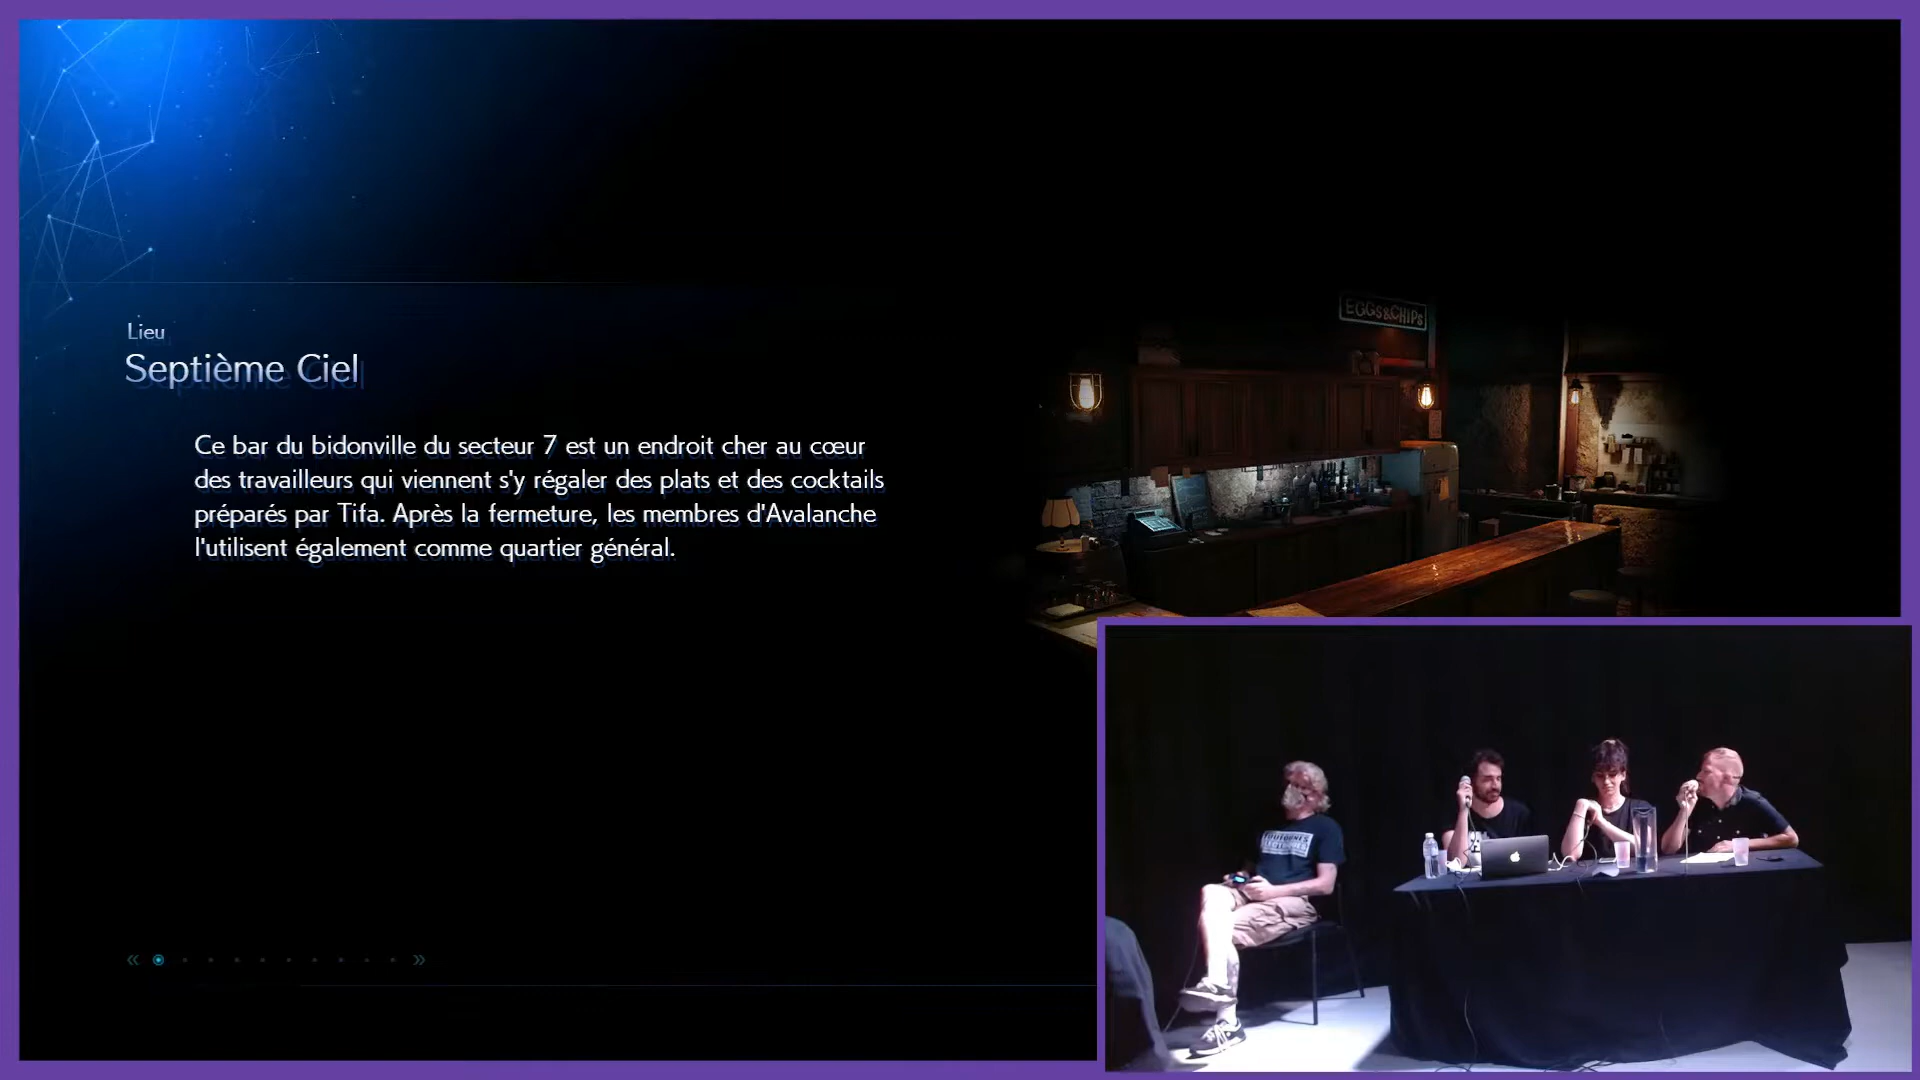 EGGS&CHIPS
Lieu
Septième Ciel
Ce bar du bidonville du secteur 7 est un endroit cher au cœur
des travailleurs qui viennent s'y régaler des plats et des cocktails
préparés par Tifa. Après la fermeture, les membres d'Avalanche
l'utilisent également comme quartier général.